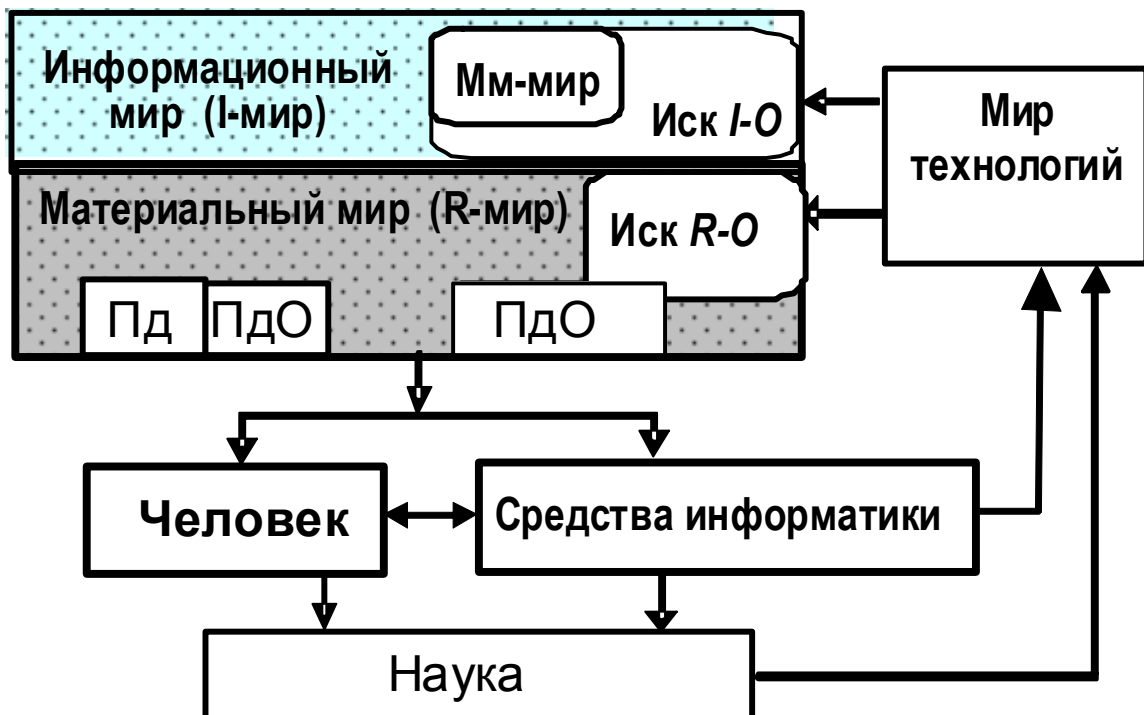 Информационный
мир (I-мир)
Мм-мир
Иск I-O
Мир
технологий
Материальный мир (R-мир)
Иск R-O
Пд
ПдО
ПдО
Человек
Средства информатики
Наука